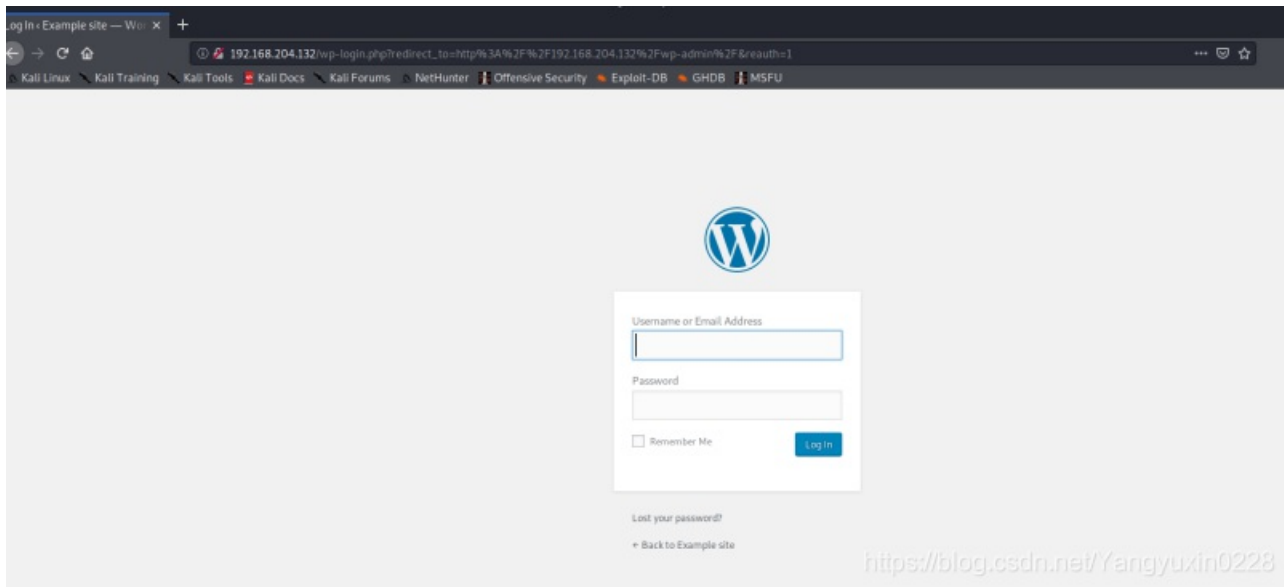 og In ‹ Example site — Wor × +
192.168.204.132/wp-login.php?redirect_to=http%3A%2F%2F192.168.204.132%2Fwp-admin%2F&reauth=1
Kali Linux Kali Training Kali Tools Kali Docs Kali Forums NetHunter Offensive Security Exploit-DB GHDB MSFU
Username or Email Address
Password
Remember Me
Log In
Lost your password?
← Back to Example site
https://blog.csdn.net/Yangyuxin0228